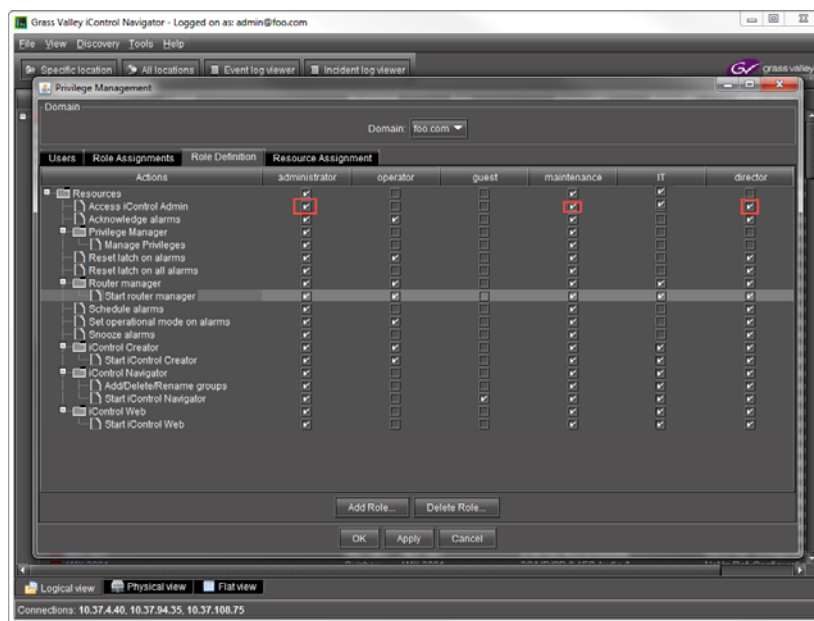 Grass Valley iControl Navigator - Logged on as: admin@foo.com
File View Discovery Tools Help
Specific location All locations Event log viewer Incident log viewer
grass valley
Privilege Management
Domain
Domain: foo.com
Users Role Assignments Role Definition Resource Assignment
Actions administrator operator guest maintenance IT director
Resources
Access iControl Admin
Acknowledge alarms
Privilege Manager
Manage Privileges
Reset latch on alarms
Reset latch on all alarms
Router manager
Start router manager
Schedule alarms
Set operational mode on alarms
Snooze alarms
iControl Creator
Start iControl Creator
iControl Navigator
Add/Delete/Rename groups
Start iControl Navigator
iControl Web
Start iControl Web
Add Role... Delete Role...
OK Apply Cancel
Logical view Physical view Flat view
Connections: 10.37.4.40, 10.37.94.35, 10.37.108.75